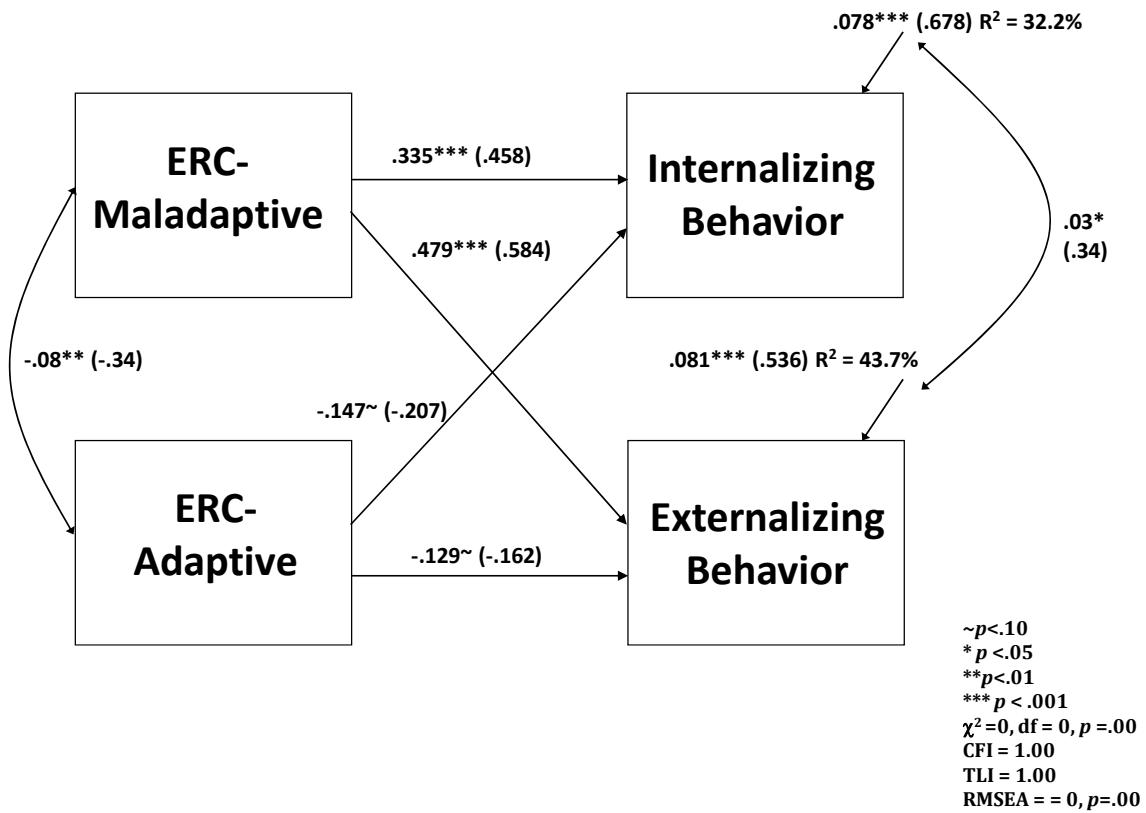 .078*** (.678) R² = 32.2%
ERC-
Maladaptive
.335*** (.458)
Internalizing
Behavior
.479*** (.584)
.03*
(.34)
-.08** (-.34)
.081*** (.536) R² = 43.7%
-.147~ (-.207)
ERC-
Adaptive
-.129~ (-.162)
Externalizing
Behavior
~p<.10
* p <.05
**p<.01
*** p < .001
χ² =0, df = 0, p =.00
CFI = 1.00
TLI = 1.00
RMSEA = = 0, p=.00